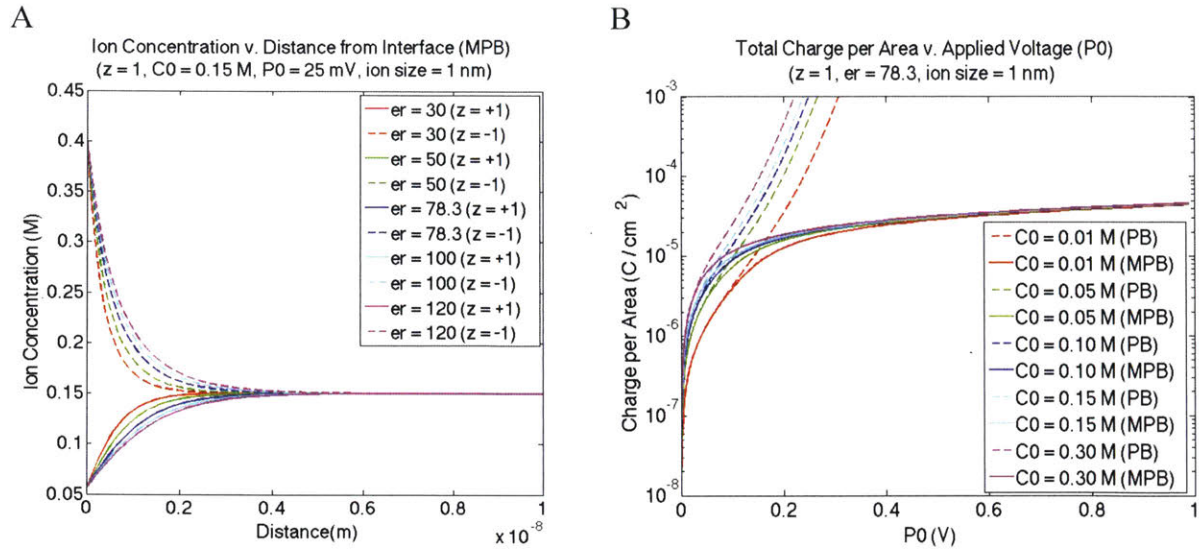 A
Ion Concentration v. Distance from Interface (MPB)
(z = 1, C0 = 0.15 M, P0 = 25 mV, ion size = 1 nm)
0.45
0.4
0.35
0.3
0.25
0.2
0.15
0.1
0.05
Ion Concentration (M)
er = 30 (z = +1)
er = 30 (z = -1)
er = 50 (z = +1)
er = 50 (z = -1)
er = 78.3 (z = +1)
er = 78.3 (z = -1)
er = 100 (z = +1)
er = 100 (z = -1)
er = 120 (z = +1)
er = 120 (z = -1)
0 0.2 0.4 0.6 0.8 1
Distance(m)
x 10^-8
B
Total Charge per Area v. Applied Voltage (P0)
(z = 1, er = 78.3, ion size = 1 nm)
10^-3
10^-4
10^-5
10^-6
10^-7
10^-8
Charge per Area (C / cm^2)
C0 = 0.01 M (PB)
C0 = 0.01 M (MPB)
C0 = 0.05 M (PB)
C0 = 0.05 M (MPB)
C0 = 0.10 M (PB)
C0 = 0.10 M (MPB)
C0 = 0.15 M (PB)
C0 = 0.15 M (MPB)
C0 = 0.30 M (PB)
C0 = 0.30 M (MPB)
0 0.2 0.4 0.6 0.8 1
P0 (V)